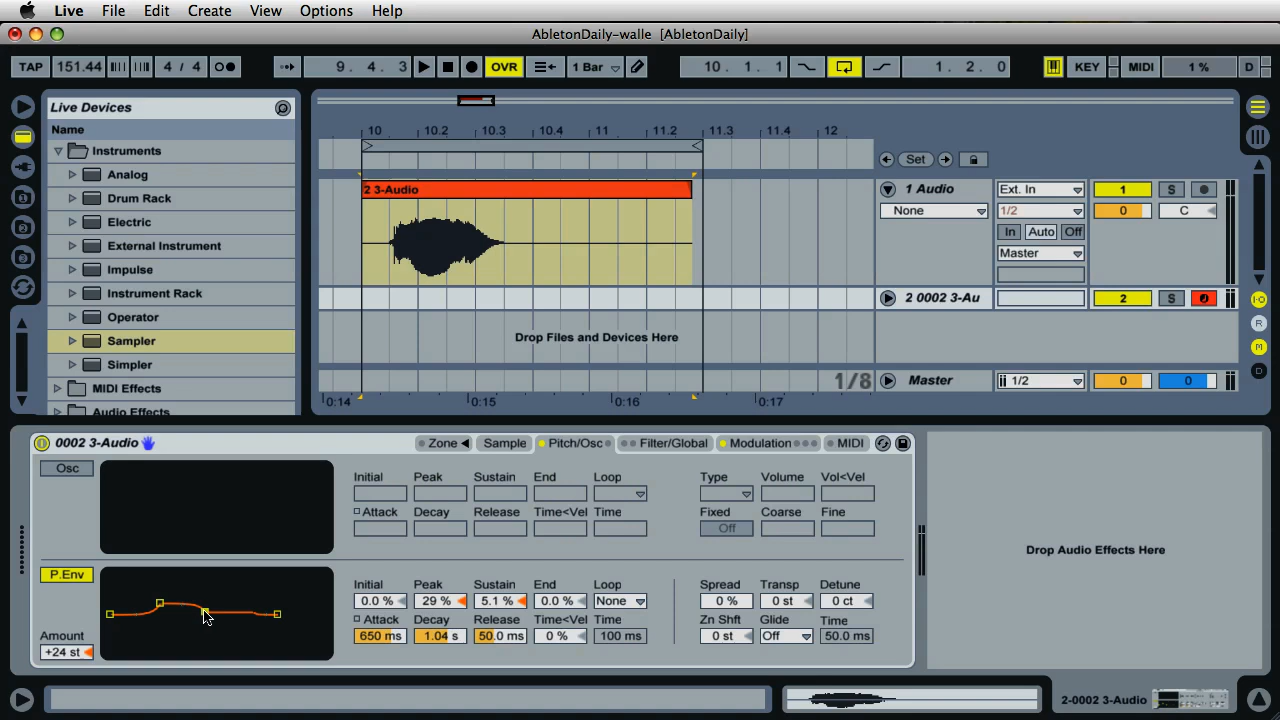 Live File Edit Create View Options Help
AbletonDaily-walle [AbletonDaily]
TAP 151.44 4 / 4 9. 4. 3 OVR 1 Bar 10. 1. 1 1. 2. 0 KEY MIDI 1 % D
Live Devices
Name
Instruments
Analog
Drum Rack
Electric
External Instrument
Impulse
Instrument Rack
Operator
Sampler
Simpler
MIDI Effects
Audio Effects
10 10.2 10.3 10.4 11 11.2 11.3 11.4 12
Set
2 3-Audio
1 Audio Ext. In 1 S
None 1/2 0 C
In Auto Off
Master
2 0002 3-Au 2 S
Drop Files and Devices Here
1/8 Master 1/2 0 0
0:14 0:15 0:16 0:17
I·O
R
M
D
0002 3-Audio Zone Sample Pitch/Osc Filter/Global Modulation MIDI
Osc
Initial Peak Sustain End Loop Type Volume Vol<Vel
Attack Decay Release Time<Vel Time Fixed Coarse Fine
Off
P.Env
Initial Peak Sustain End Loop Spread Transp Detune
0.0 % 29 % 5.1 % 0.0 % None 0 % 0 st 0 ct
Amount Attack Decay Release Time<Vel Time Zn Shft Glide Time
+24 st 650 ms 1.04 s 50.0 ms 0 % 100 ms 0 st Off 50.0 ms
Drop Audio Effects Here
2-0002 3-Audio